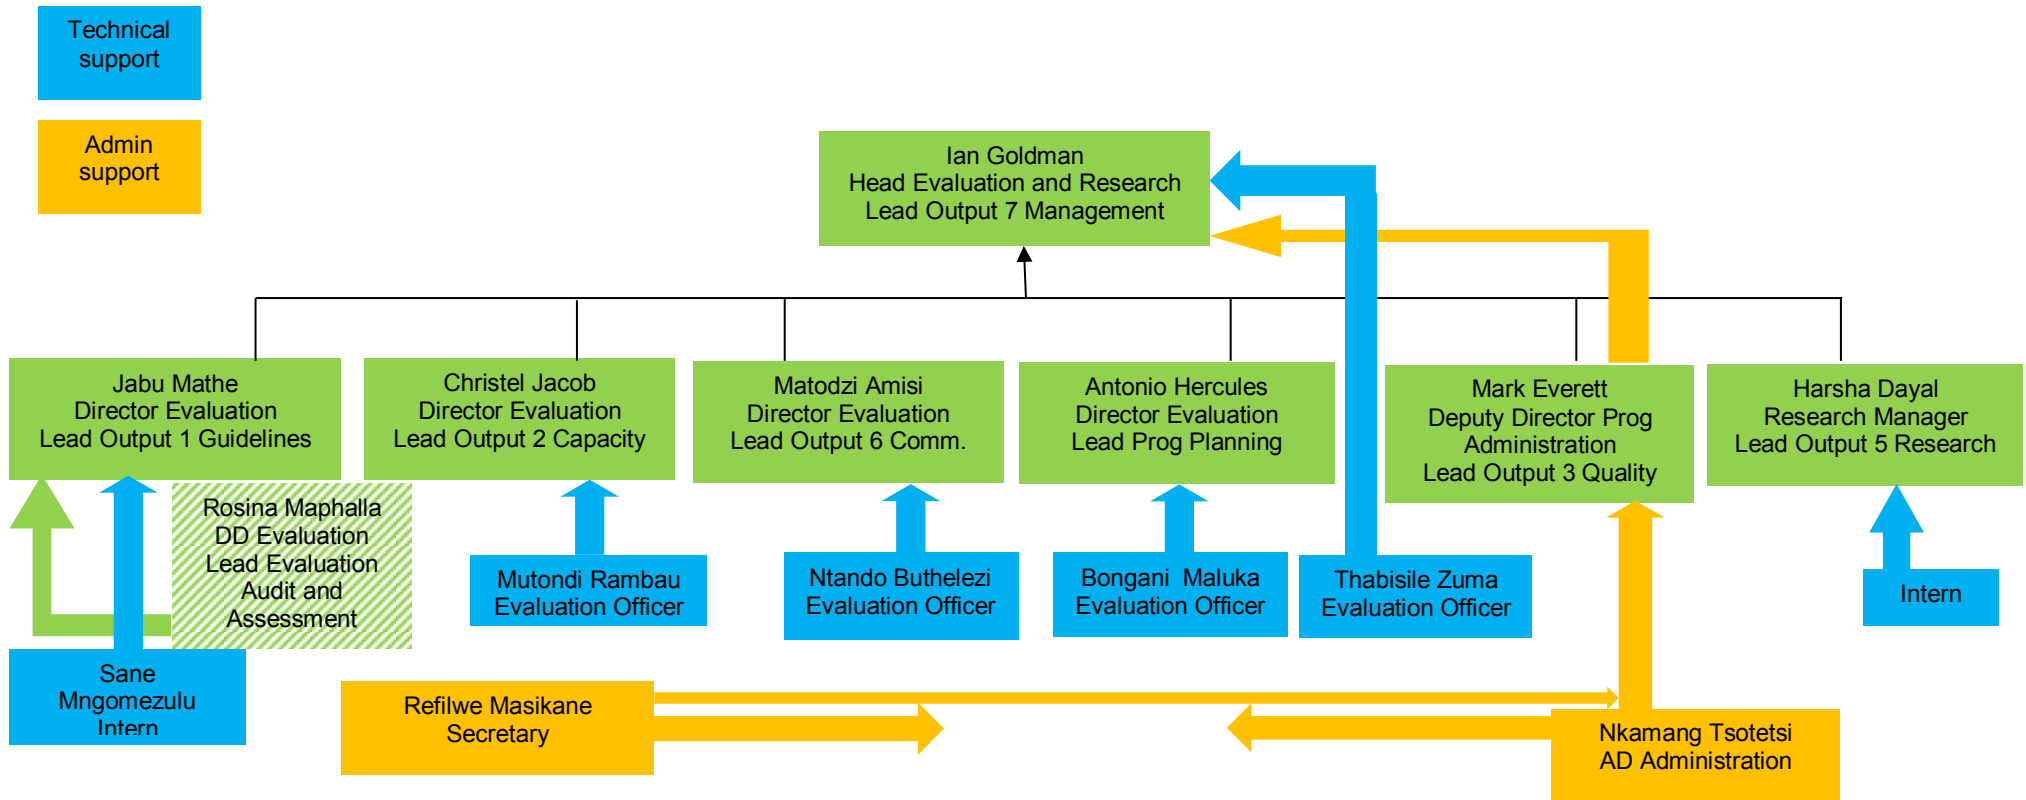 Technical
support
Admin
support
Ian Goldman
Head Evaluation and Research
Lead Output 7 Management
Jabu Mathe
Director Evaluation
Lead Output 1 Guidelines
Christel Jacob
Director Evaluation
Lead Output 2 Capacity
Matodzi Amisi
Director Evaluation
Lead Output 6 Comm.
Antonio Hercules
Director Evaluation
Lead Prog Planning
Mark Everett
Deputy Director Prog
Administration
Lead Output 3 Quality
Harsha Dayal
Research Manager
Lead Output 5 Research
Rosina Maphalla
DD Evaluation
Lead Evaluation
Audit and
Assessment
Mutondi Rambau
Evaluation Officer
Ntando Buthelezi
Evaluation Officer
Bongani  Maluka
Evaluation Officer
Thabisile Zuma
Evaluation Officer
Intern
Sane
Mngomezulu
Intern
Refilwe Masikane
Secretary
Nkamang Tsotetsi
AD Administration